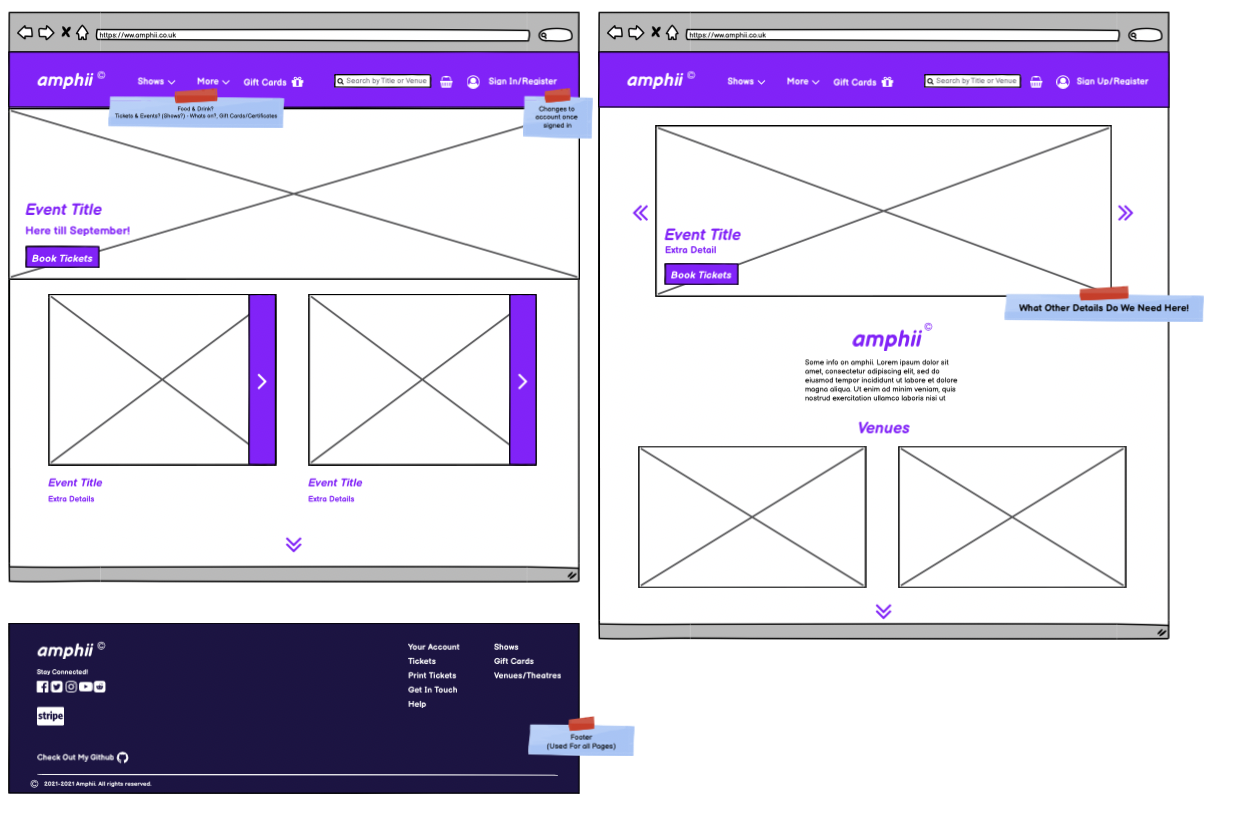 https://ww.amphii.co.uk
amphii ©
Shows
More
Gift Cards
Search by Title or Venue
Sign In/Register
Food & Drink?
Tickets & Events? (Shows?) - Whats on?, Gift Cards/Certificates
Changes to
account once
signed in
Event Title
Here till September!
Book Tickets
Event Title
Extra Details
Event Title
Extra Details
https://ww.amphii.co.uk
amphii ©
Shows
More
Gift Cards
Search by Title or Venue
Sign Up/Register
Event Title
Extra Detail
Book Tickets
What Other Details Do We Need Here!
amphii ©
Some info on amphii. Lorem ipsum dolor sit
amet, consectetur adipiscing elit, sed do
eiusmod tempor incididunt ut labore et dolore
magna aliqua. Ut enim ad minim veniam, quis
nostrud exercitation ullamco laboris nisi ut
Venues
amphii ©
Stay Connected!
stripe
Check Out My Github
Your Account
Tickets
Print Tickets
Get In Touch
Help
Shows
Gift Cards
Venues/Theatres
Footer
(Used For all Pages)
© 2021-2021 Amphii. All rights reserved.